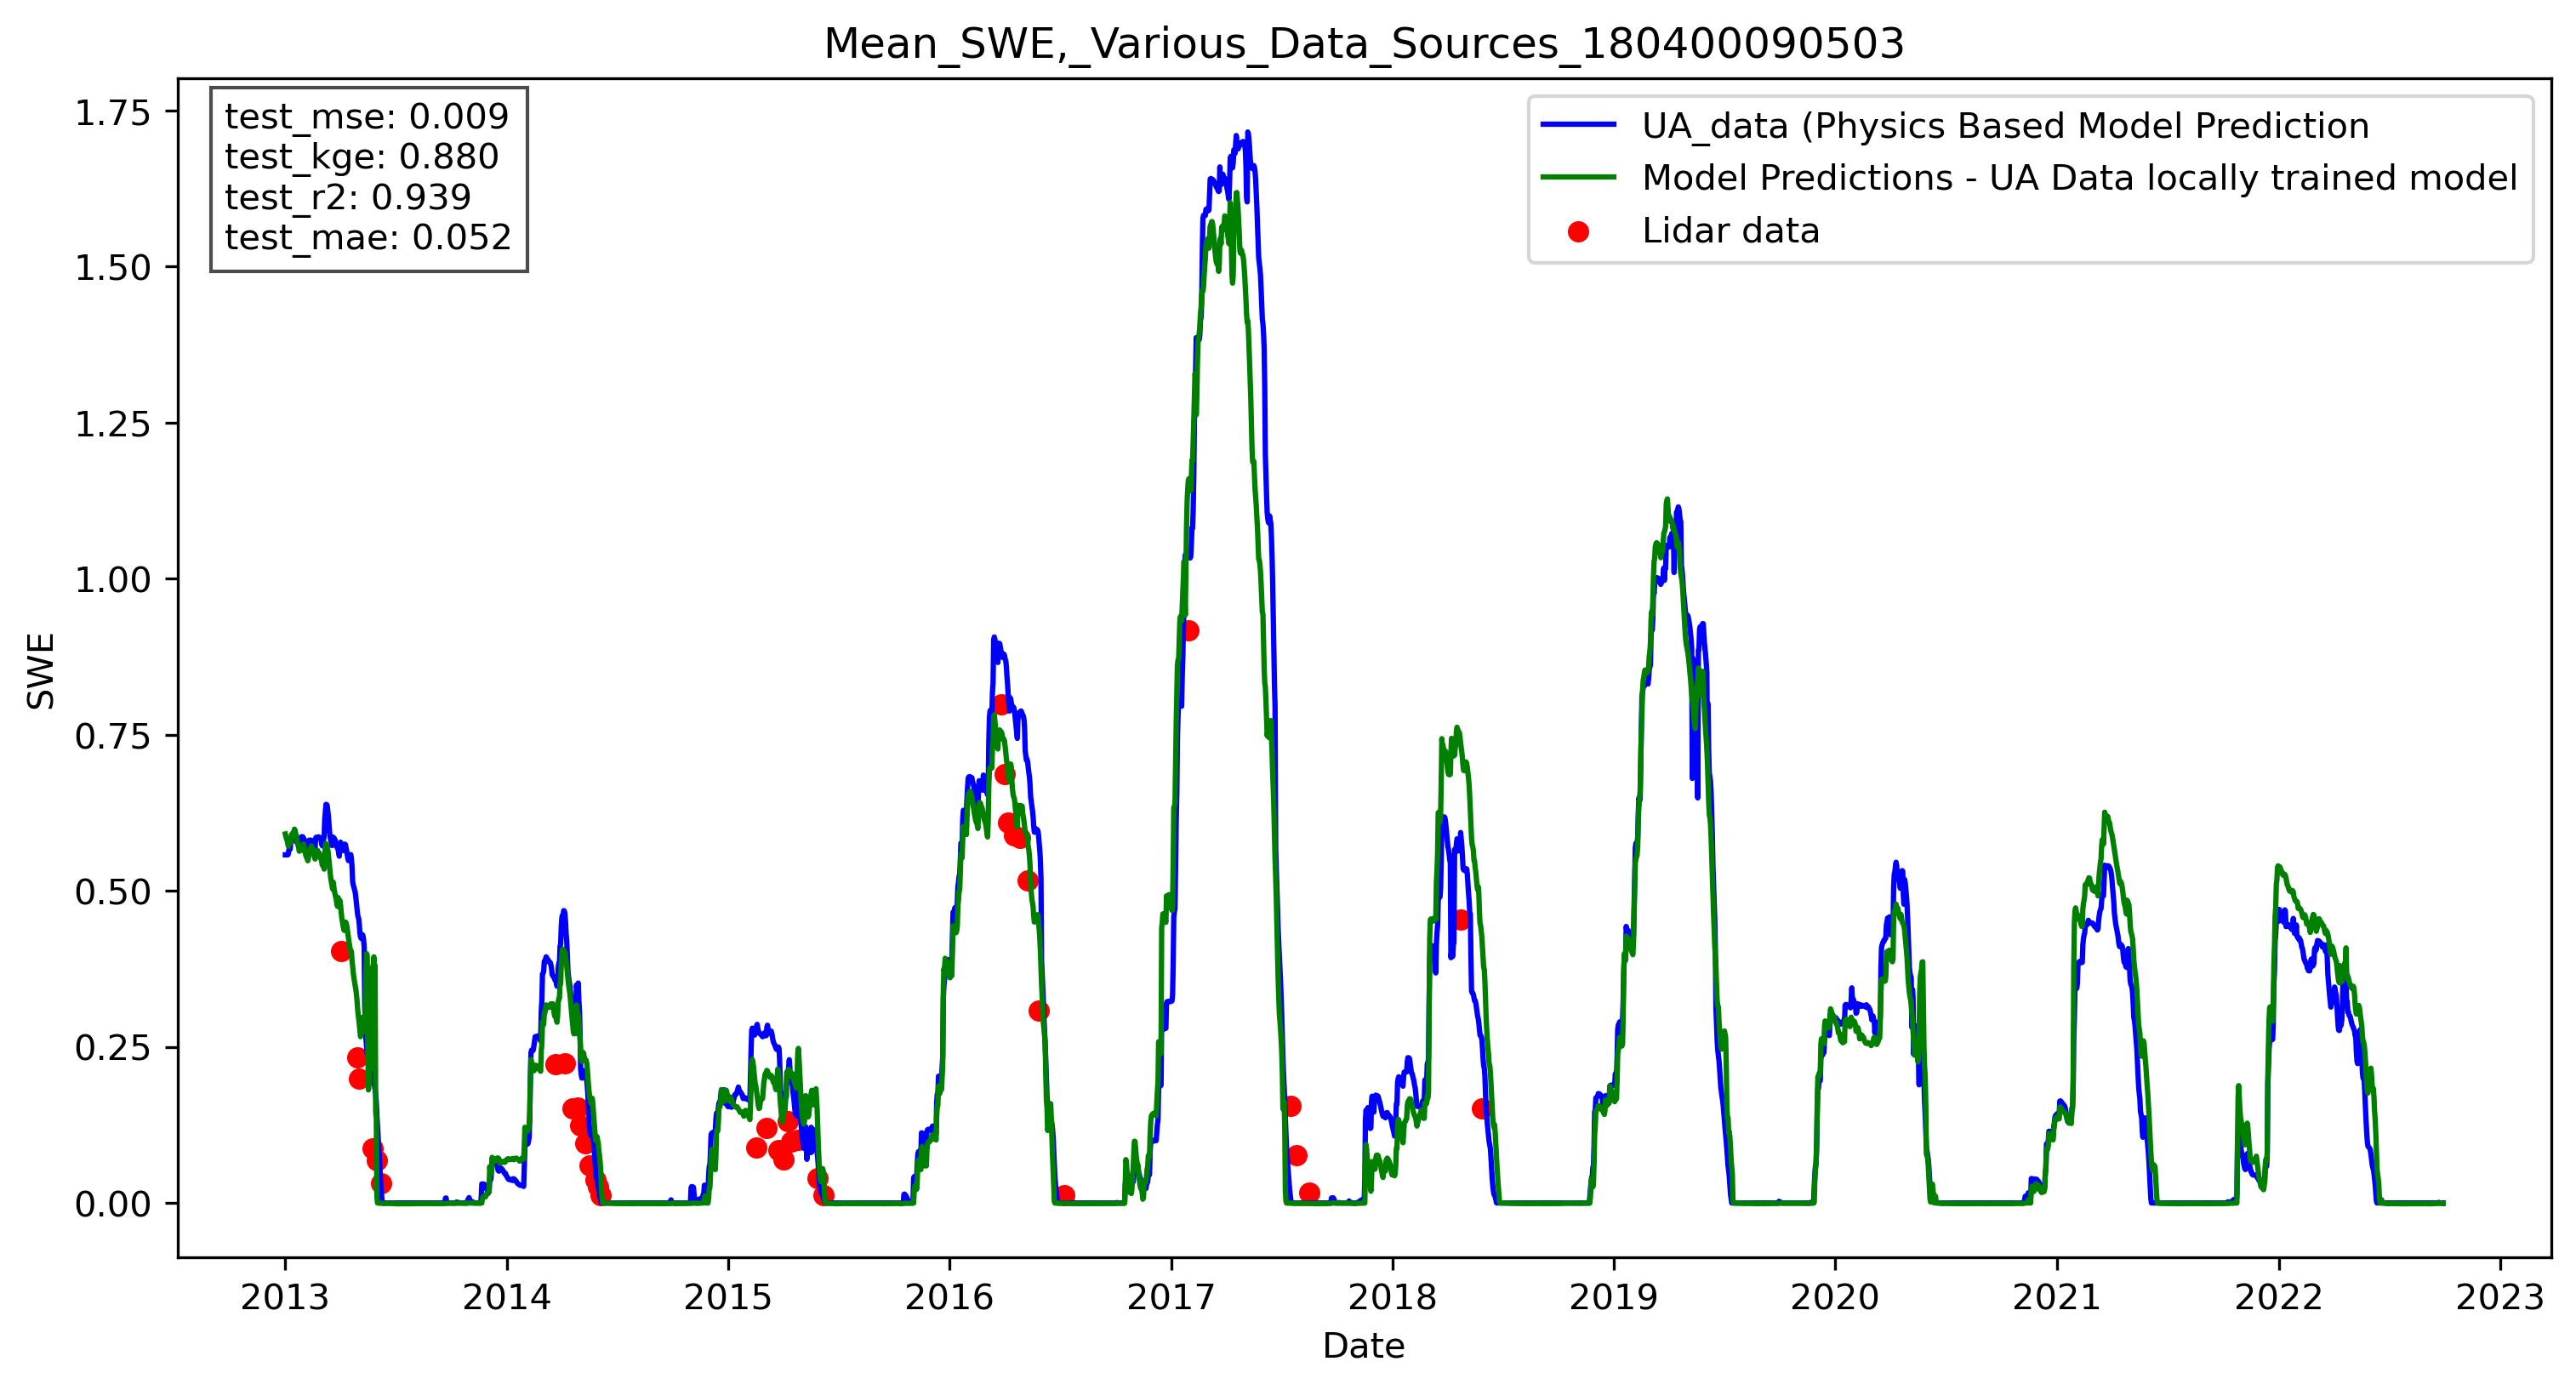 Mean_SWE,_Various_Data_Sources_180400090503
test_mse: 0.009
test_kge: 0.880
test_r2: 0.939
test_mae: 0.052
UA_data (Physics Based Model Prediction
Model Predictions - UA Data locally trained model
Lidar data
1.75
1.50
1.25
1.00
0.75
0.50
0.25
0.00
SWE
2013 2014 2015 2016 2017 2018 2019 2020 2021 2022 2023
Date